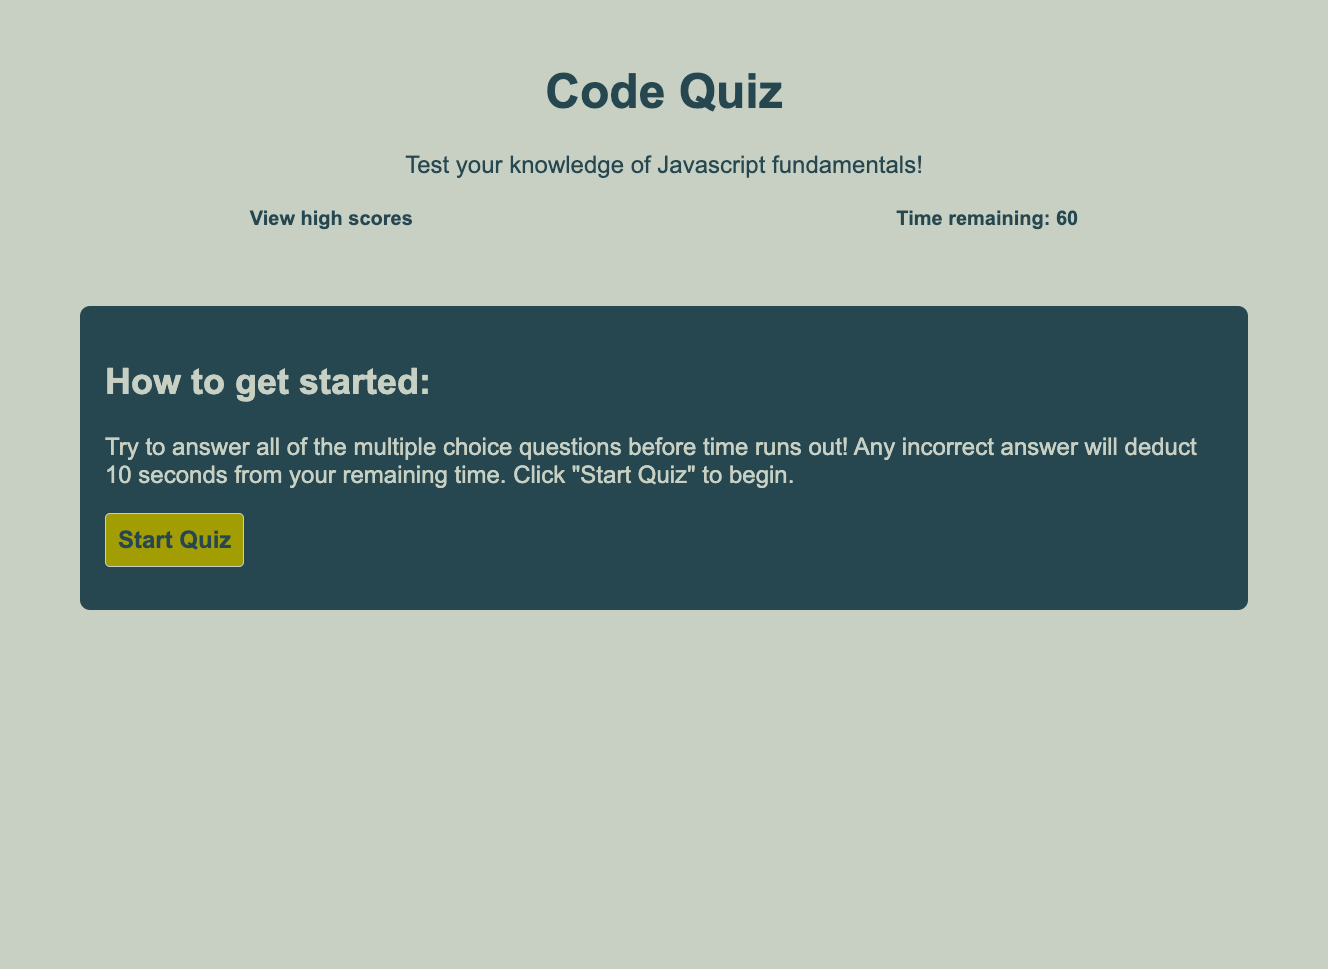 Code Quiz
Test your knowledge of Javascript fundamentals!
View high scores
Time remaining: 60
How to get started:
Try to answer all of the multiple choice questions before time runs out! Any incorrect answer will deduct
10 seconds from your remaining time. Click "Start Quiz" to begin.
Start Quiz